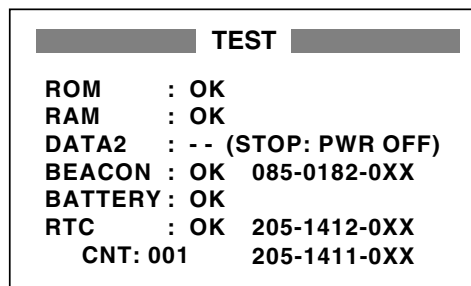 TEST
ROM : OK
RAM : OK
DATA2 : - - (STOP: PWR OFF)
BEACON : OK 085-0182-0XX
BATTERY : OK
RTC : OK 205-1412-0XX
CNT: 001 205-1411-0XX